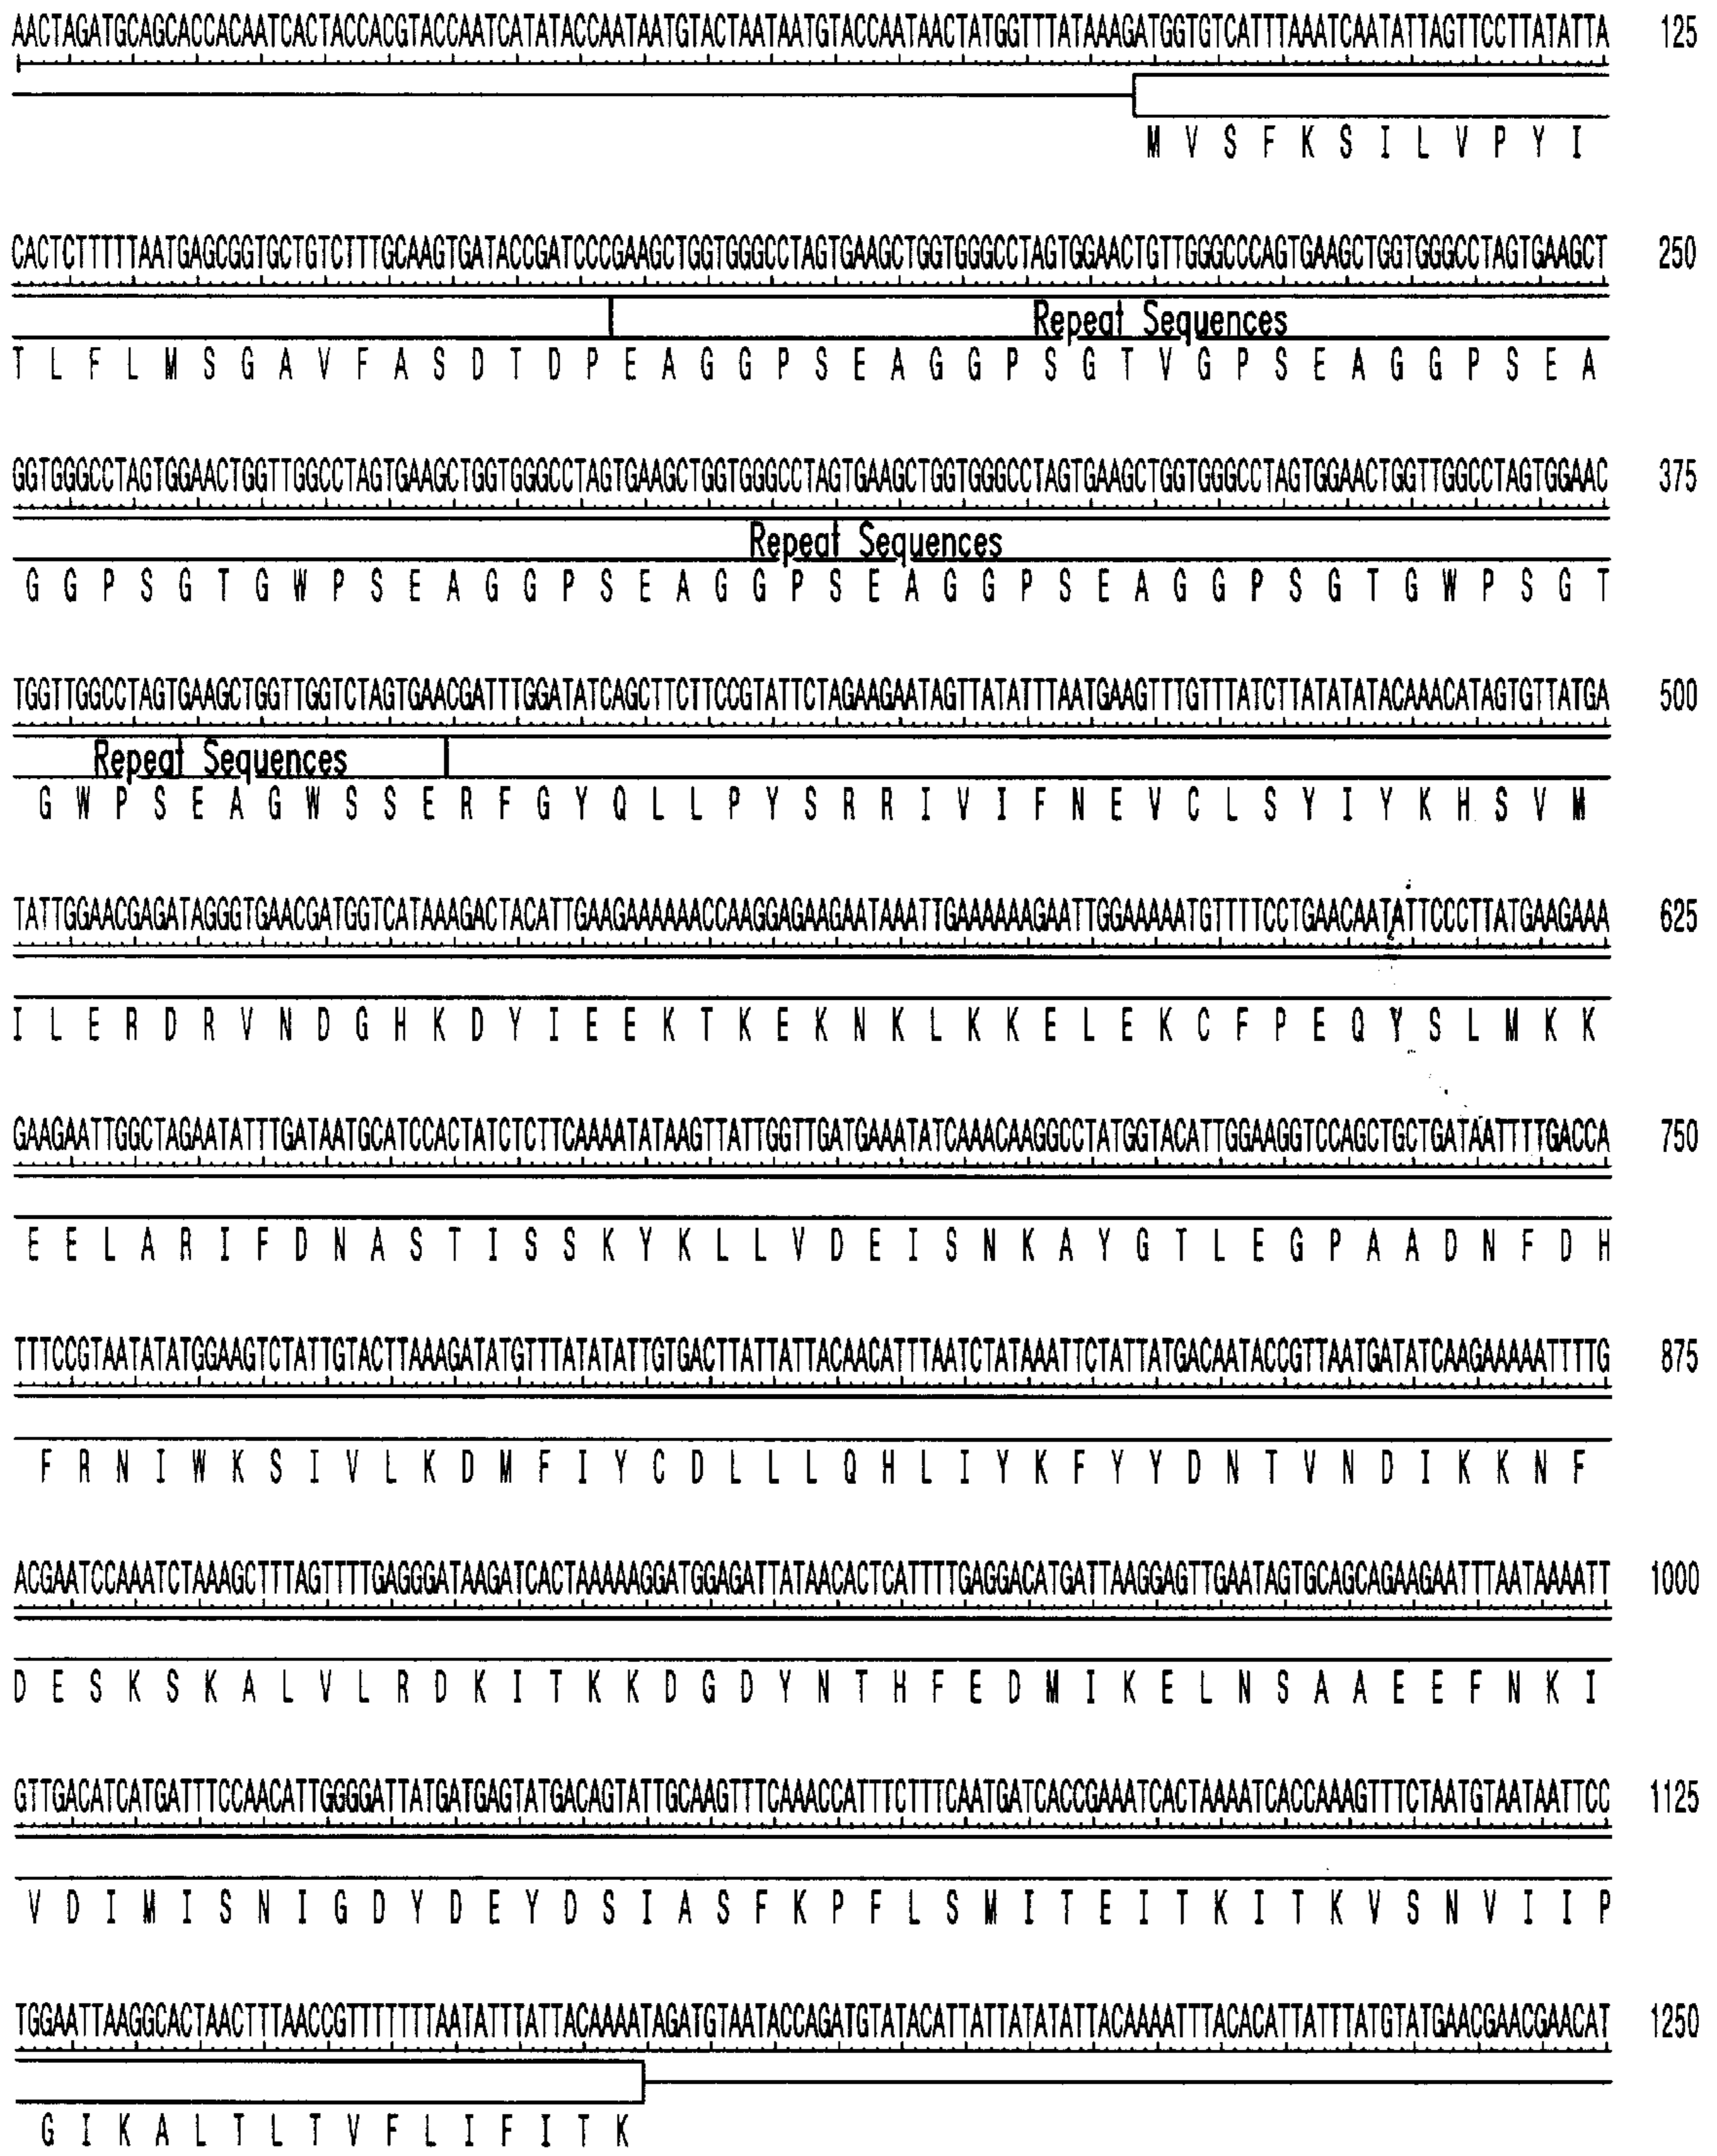 AACTAGATGCAGCACCACAATCACTACCACGTACCAATCATATACCAATAATGTACTAATAATGTACCAATAACTATGGTTTATAAAGATGGTGTCATTTAAATCAATATTAGTTCCTTATATTA 125
M V S F K S I L V P Y I
CACTCTTTTTAATGAGCGGTGCTGTCTTTGCAAGTGATACCGATCCCGAAGCTGGTGGGCCTAGTGAAGCTGGTGGGCCTAGTGGAACTGTTGGGCCCAGTGAAGCTGGTGGGCCTAGTGAAGCT 250
Repeat Sequences
T L F L M S G A V F A S D T D P E A G G P S E A G G P S G T V G P S E A G G P S E A
GGTGGGCCTAGTGGAACTGGTTGGCCTAGTGAAGCTGGTGGGCCTAGTGAAGCTGGTGGGCCTAGTGAAGCTGGTGGGCCTAGTGAAGCTGGTGGGCCTAGTGGAACTGGTTGGCCTAGTGGAAC 375
Repeat Sequences
G G P S G T G W P S E A G G P S E A G G P S E A G G P S E A G G P S G T G W P S G T
TGGTTGGCCTAGTGAAGCTGGTTGGTCTAGTGAACGATTTGGATATCAGCTTCTTCCGTATTCTAGAAGAATAGTTATATTTAATGAAGTTTGTTTATCTTATATATACAAACATAGTGTTATGA 500
Repeat Sequences
G W P S E A G W S S E R F G Y Q L L P Y S R R I V I F N E V C L S Y I Y K H S V M
TATTGGAACGAGATAGGGTGAACGATGGTCATAAAGACTACATTGAAGAAAAAACCAAGGAGAAGAATAAATTGAAAAAAGAATTGGAAAAATGTTTTCCTGAACAATATTCCCTTATGAAGAAA 625
I L E R D R V N D G H K D Y I E E K T K E K N K L K K E L E K C F P E Q Y S L M K K
GAAGAATTGGCTAGAATATTTGATAATGCATCCACTATCTCTTCAAAATATAAGTTATTGGTTGATGAAATATCAAACAAGGCCTATGGTACATTGGAAGGTCCAGCTGCTGATAATTTTGACCA 750
E E L A R I F D N A S T I S S K Y K L L V D E I S N K A Y G T L E G P A A D N F D H
TTTCCGTAATATATGGAAGTCTATTGTACTTAAAGATATGTTTATATATTGTGACTTATTATTACAACATTTAATCTATAAATTCTATTATGACAATACCGTTAATGATATCAAGAAAAATTTTG 875
F R N I W K S I V L K D M F I Y C D L L L Q H L I Y K F Y Y D N T V N D I K K N F
ACGAATCCAAATCTAAAGCTTTAGTTTTGAGGGATAAGATCACTAAAAAGGATGGAGATTATAACACTCATTTTGAGGACATGATTAAGGAGTTGAATAGTGCAGCAGAAGAATTTAATAAAATT 1000
D E S K S K A L V L R D K I T K K D G D Y N T H F E D M I K E L N S A A E E F N K I
GTTGACATCATGATTTCCAACATTGGGGATTATGATGAGTATGACAGTATTGCAAGTTTCAAACCATTTCTTTCAATGATCACCGAAATCACTAAAATCACCAAAGTTTCTAATGTAATAATTCC 1125
V D I M I S N I G D Y D E Y D S I A S F K P F L S M I T E I T K I T K V S N V I I P
TGGAATTAAGGCACTAACTTTAACCGTTTTTTTAATATTTATTACAAAATAGATGTAATACCAGATGTATACATTATTATATATTACAAAATTTACACATTATTTATGTATGAACGAACGAACAT 1250
G I K A L T L T V F L I F I T K